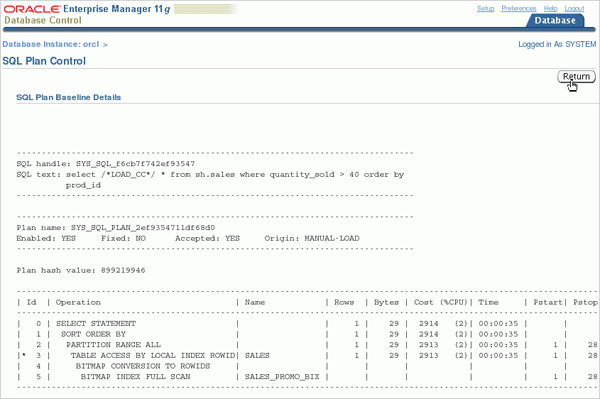 ORACLE Enterprise Manager 11g
Database Control
Setup Preferences Help Logout
Database
Database Instance: orcl >
Logged in As SYSTEM
SQL Plan Control
Return
SQL Plan Baseline Details
--------------------------------------------------------------------------------
SQL handle: SYS_SQL_f6cb7f742ef93547
SQL text: select /*LOAD_CC*/ * from sh.sales where quantity_sold > 40 order by
prod_id
--------------------------------------------------------------------------------
--------------------------------------------------------------------------------
Plan name: SYS_SQL_PLAN_2ef9354711df68d0
Enabled: YES Fixed: NO Accepted: YES Origin: MANUAL-LOAD
--------------------------------------------------------------------------------
Plan hash value: 899219946
--------------------------------------------------------------------------------
| Id | Operation | Name | Rows | Bytes | Cost (%CPU)| Time | Pstart| Pstop
--------------------------------------------------------------------------------
| 0 | SELECT STATEMENT | | 1 | 29 | 2914 (2)| 00:00:35 | |
| 1 | SORT ORDER BY | | 1 | 29 | 2914 (2)| 00:00:35 | |
| 2 | PARTITION RANGE ALL | | 1 | 29 | 2913 (2)| 00:00:35 | 1 | 28
|* 3 | TABLE ACCESS BY LOCAL INDEX ROWID| SALES | 1 | 29 | 2913 (2)| 00:00:35 | 1 | 28
| 4 | BITMAP CONVERSION TO ROWIDS | | | | | | |
| 5 | BITMAP INDEX FULL SCAN | SALES_PROMO_BIX | | | | | 1 | 28
--------------------------------------------------------------------------------